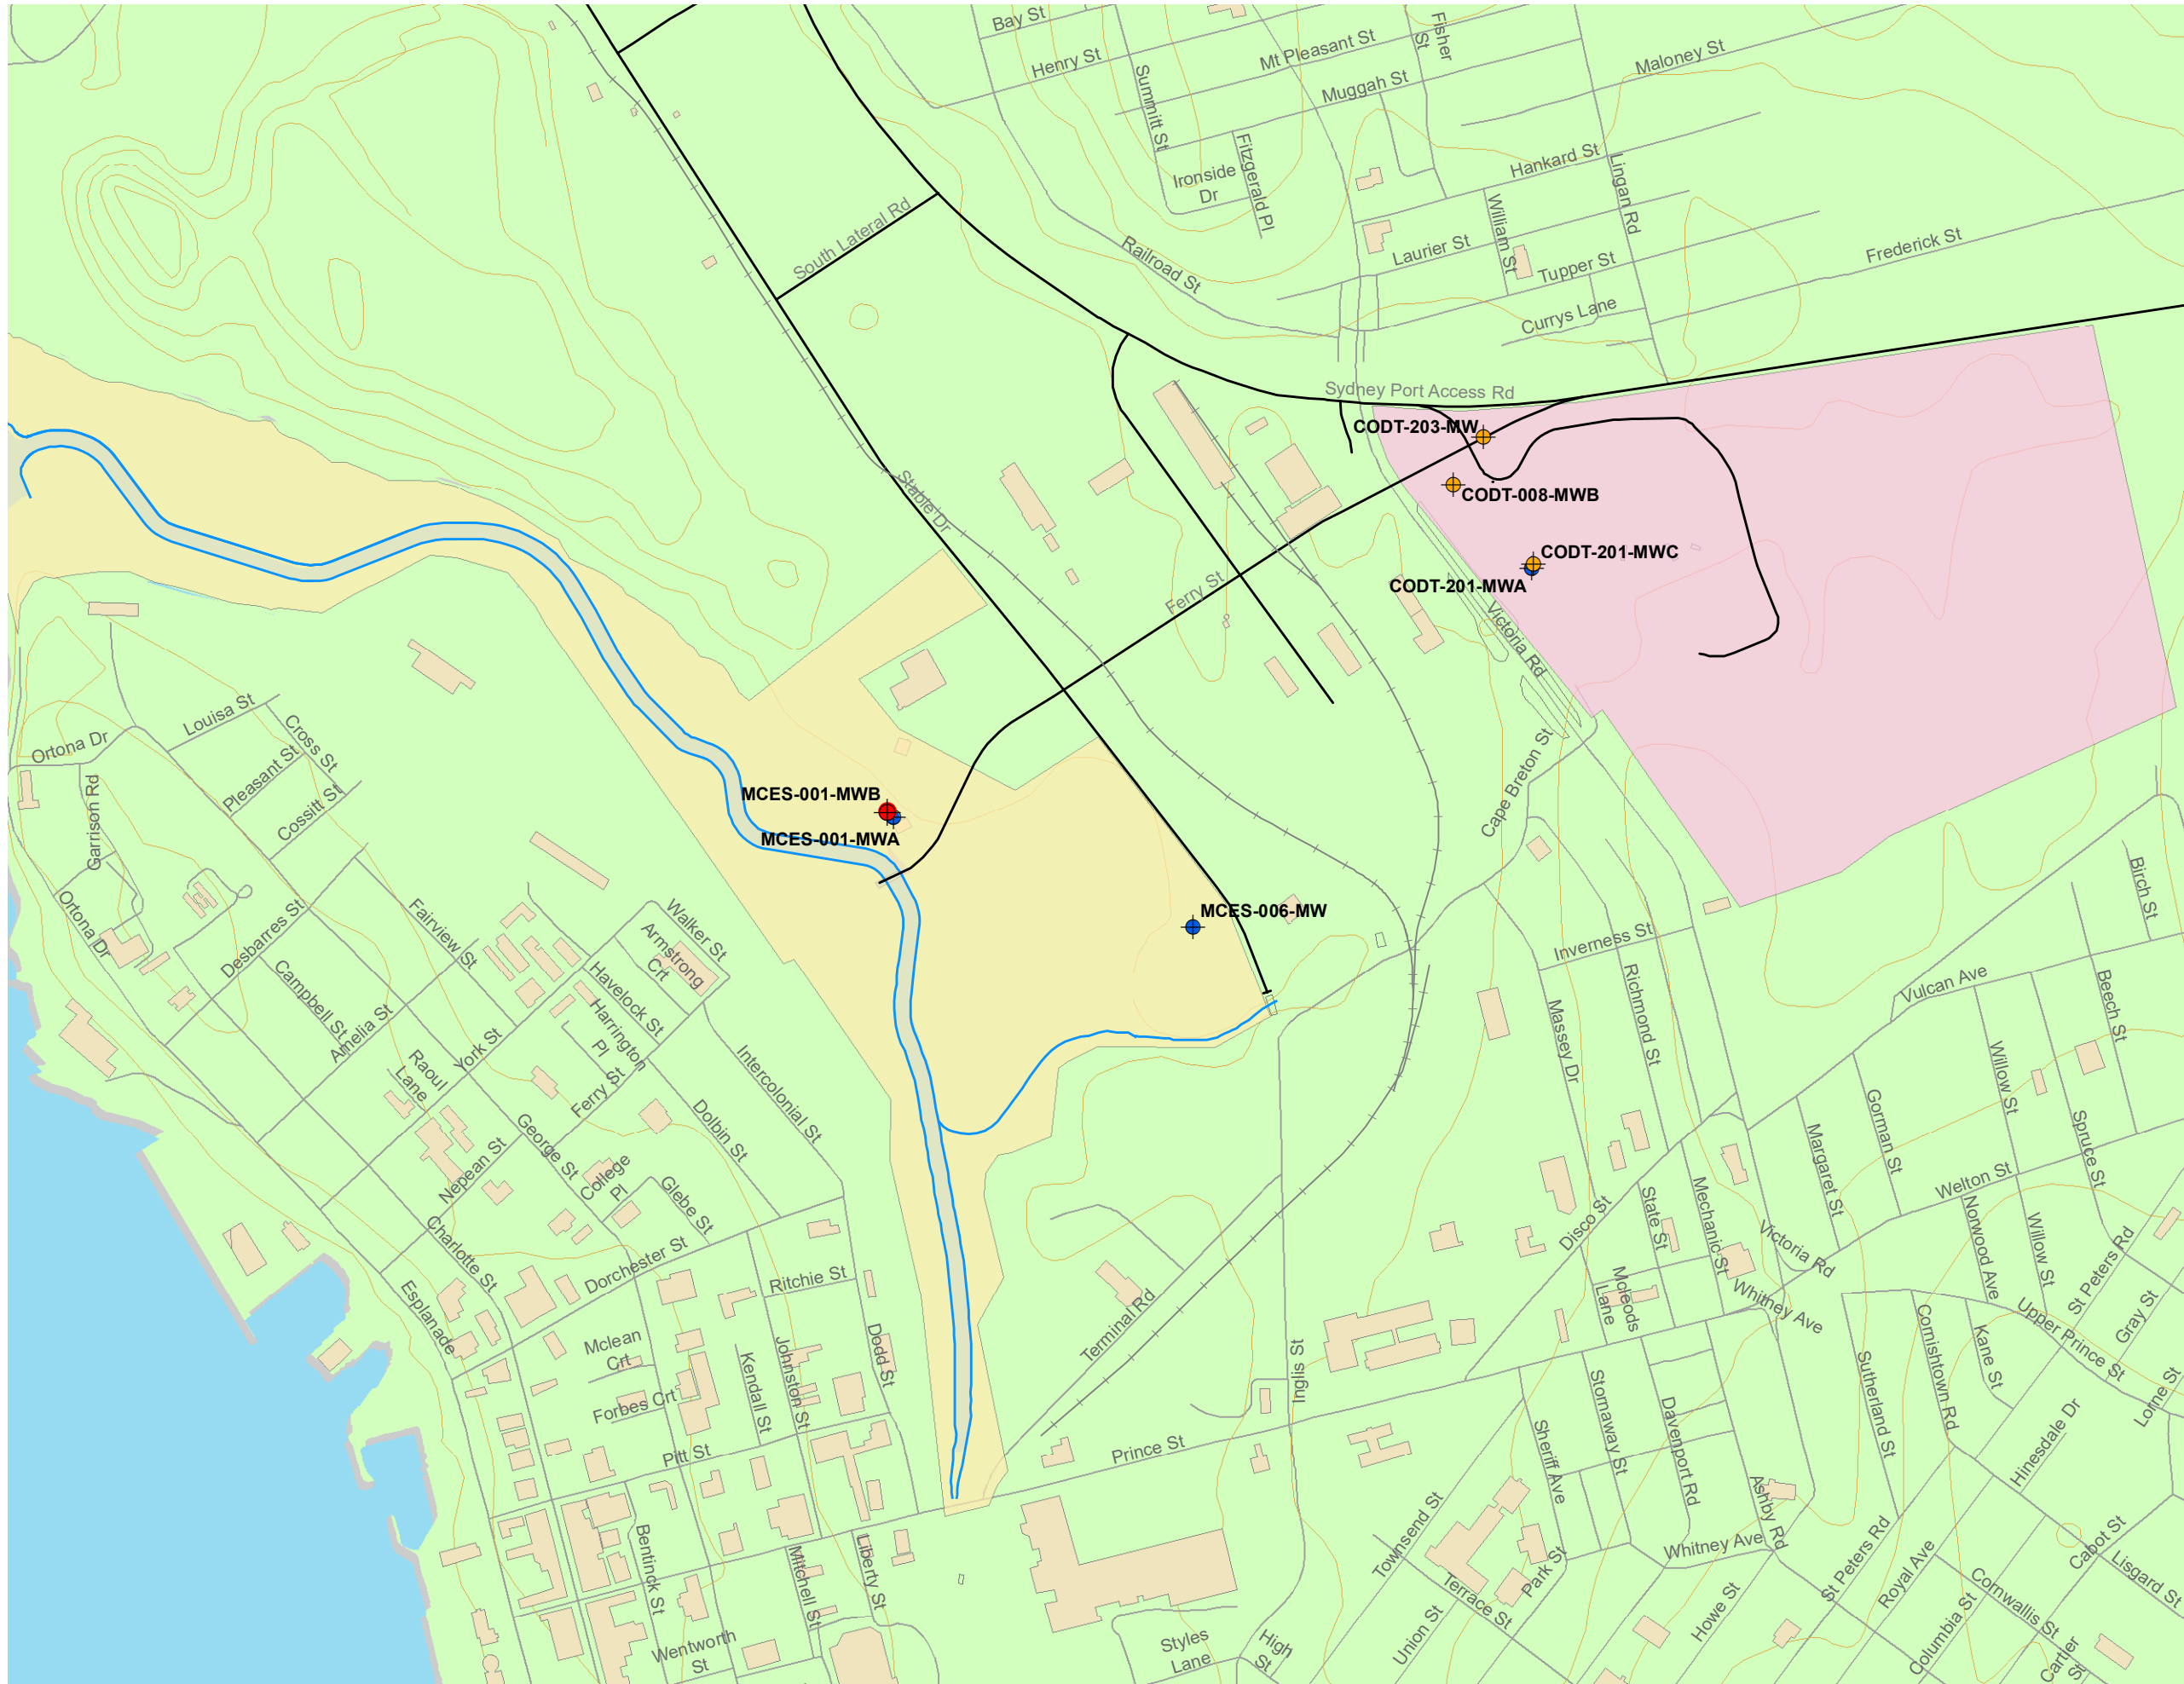 Bay St
Henry St
Summitt St
Mt Pleasant St
Fisher
St
Muggah St
Maloney St
Ironside
Dr
Fitzgerald Pl
Hankard St
Lingan Rd
William St
South Lateral Rd
Railroad St
Laurier St
Tupper St
Frederick St
Currys Lane
Sydney Port Access Rd
CODT-203-MW
CODT-008-MWB
Stable Dr
CODT-201-MWC
CODT-201-MWA
Ferry St
Victoria Rd
Louisa St
Cross St
Ortona Dr
Pleasant St
Cossitt St
Garrison Rd
Cape Breton St
MCES-001-MWB
MCES-001-MWA
MCES-006-MW
Birch St
Ortona Dr
Desbarres St
Fairview St
Walker St
Armstrong
Crt
Inverness St
Richmond St
Vulcan Ave
Beech St
Campbell St
Amelia St
Havelock St
Harrington
Pl
York St
Raoul
Lane
Ferry St
Intercolonial St
Massey Dr
Willow St
Gorman St
Spruce St
Margaret St
Dolbin St
George St
Nepean St
College
Pl
Glebe St
Welton St
Disco St
State St
Mechanic St
Victoria Rd
Norwood Ave
Willow St
St Peters Rd
Charlotte St
Dorchester St
Ritchie St
Esplanade
Mcleods
Lane
Whitney Ave
Upper Prince St
Gray St
Terminal Rd
Mclean
Crt
Johnston St
Dodd St
Kendall St
Inglis St
Cornishtown Rd
Kane St
Sutherland St
Lorne St
Forbes Crt
Pitt St
Prince St
Sheriff Ave
Stornaway St
Davenport Rd
Hinesdale Dr
Ashby Rd
Townsend St
Bentinck St
Mitchell St
Liberty St
Whitney Ave
St Peters Rd
Royal Ave
Cabot St
Lisgard St
Cornwallis St
Park St
Terrace St
Howe St
Union St
Columbia St
Carter
St
Wentworth
St
Styles
Lane
High
St